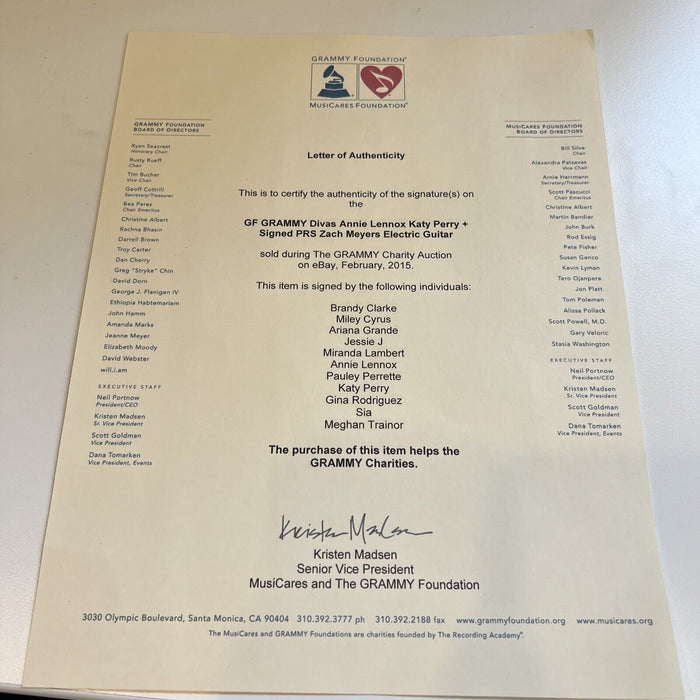 GRAMMY FOUNDATION®
MUSICARES FOUNDATION®
GRAMMY FOUNDATION
BOARD OF DIRECTORS
Ryan Seacrest
Honorary Chair
Rusty Rueff
Chair
Tim Bucher
Vice Chair
Geoff Cottrill
Secretary/Treasurer
Bea Perez
Chair Emeritus
Christine Albert
Rachna Bhasin
Darrell Brown
Troy Carter
Dan Cherry
Greg "Stryke" Chin
David Dorn
George J. Flanigen IV
Ethiopia Habtemariam
John Hamm
Amanda Marks
Jeanne Meyer
Elizabeth Moody
David Webster
will.i.am
EXECUTIVE STAFF
Neil Portnow
President/CEO
Kristen Madsen
Sr. Vice President
Scott Goldman
Vice President
Dana Tomarken
Vice President, Events
Letter of Authenticity
This is to certify the authenticity of the signature(s) on
the
GF GRAMMY Divas Annie Lennox Katy Perry +
Signed PRS Zach Meyers Electric Guitar
sold during The GRAMMY Charity Auction
on eBay, February, 2015.
This item is signed by the following individuals:
Brandy Clarke
Miley Cyrus
Ariana Grande
Jessie J
Miranda Lambert
Annie Lennox
Pauley Perrette
Katy Perry
Gina Rodriguez
Sia
Meghan Trainor
The purchase of this item helps the
GRAMMY Charities.
Kristen Madsen
Kristen Madsen
Senior Vice President
MusiCares and The GRAMMY Foundation
MUSICARES FOUNDATION
BOARD OF DIRECTORS
Bill Silva
Chair
Alexandra Patsavas
Vice Chair
Arnie Herrmann
Secretary/Treasurer
Scott Pascucci
Chair Emeritus
Christine Albert
Martin Bandier
John Burk
Rod Essig
Pete Fisher
Susan Genco
Kevin Lyman
Tero Ojanpera
Jon Platt
Tom Poleman
Alissa Pollack
Scott Powell, M.D.
Gary Veloric
Stasia Washington
EXECUTIVE STAFF
Neil Portnow
President/CEO
Kristen Madsen
Sr. Vice President
Scott Goldman
Vice President
Dana Tomarken
Vice President, Events
3030 Olympic Boulevard, Santa Monica, CA 90404 310.392.3777 ph 310.392.2188 fax www.grammyfoundation.org www.musicares.org
The MusiCares and GRAMMY Foundations are charities founded by The Recording Academy®.